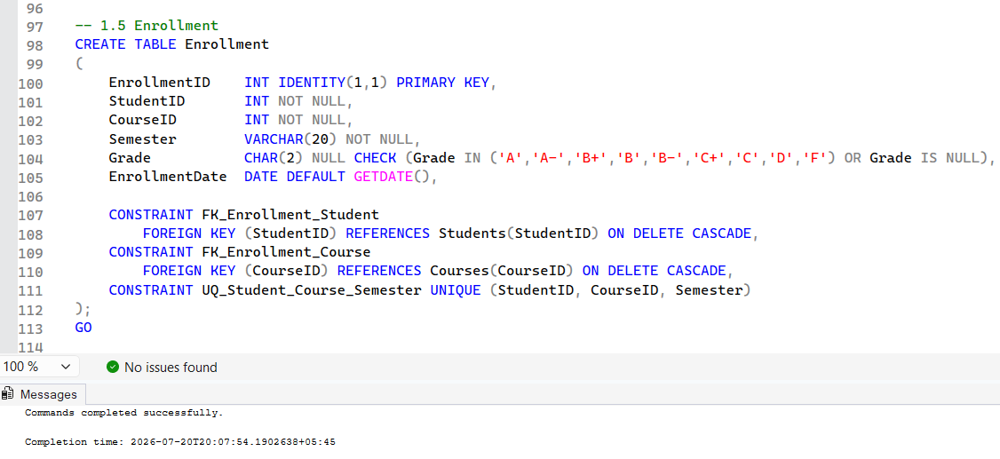 96
97 -- 1.5 Enrollment
98 CREATE TABLE Enrollment
99 (
100 EnrollmentID INT IDENTITY(1,1) PRIMARY KEY,
101 StudentID INT NOT NULL,
102 CourseID INT NOT NULL,
103 Semester VARCHAR(20) NOT NULL,
104 Grade CHAR(2) NULL CHECK (Grade IN ('A','A-','B+','B','B-','C+','C','D','F') OR Grade IS NULL),
105 EnrollmentDate DATE DEFAULT GETDATE(),
106
107 CONSTRAINT FK_Enrollment_Student
108 FOREIGN KEY (StudentID) REFERENCES Students(StudentID) ON DELETE CASCADE,
109 CONSTRAINT FK_Enrollment_Course
110 FOREIGN KEY (CourseID) REFERENCES Courses(CourseID) ON DELETE CASCADE,
111 CONSTRAINT UQ_Student_Course_Semester UNIQUE (StudentID, CourseID, Semester)
112 );
113 GO
114
100 % No issues found
Messages
Commands completed successfully.
Completion time: 2026-07-20T20:07:54.1902638+05:45